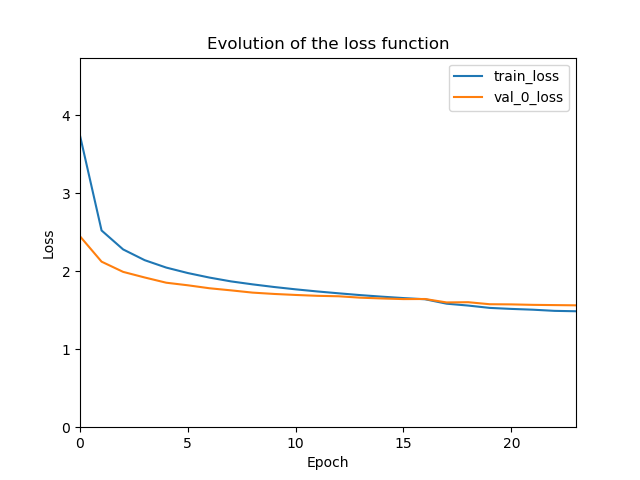 Evolution of the loss function
train_loss
val_0_loss
4
3
2
1
0
Loss
0 5 10 15 20
Epoch